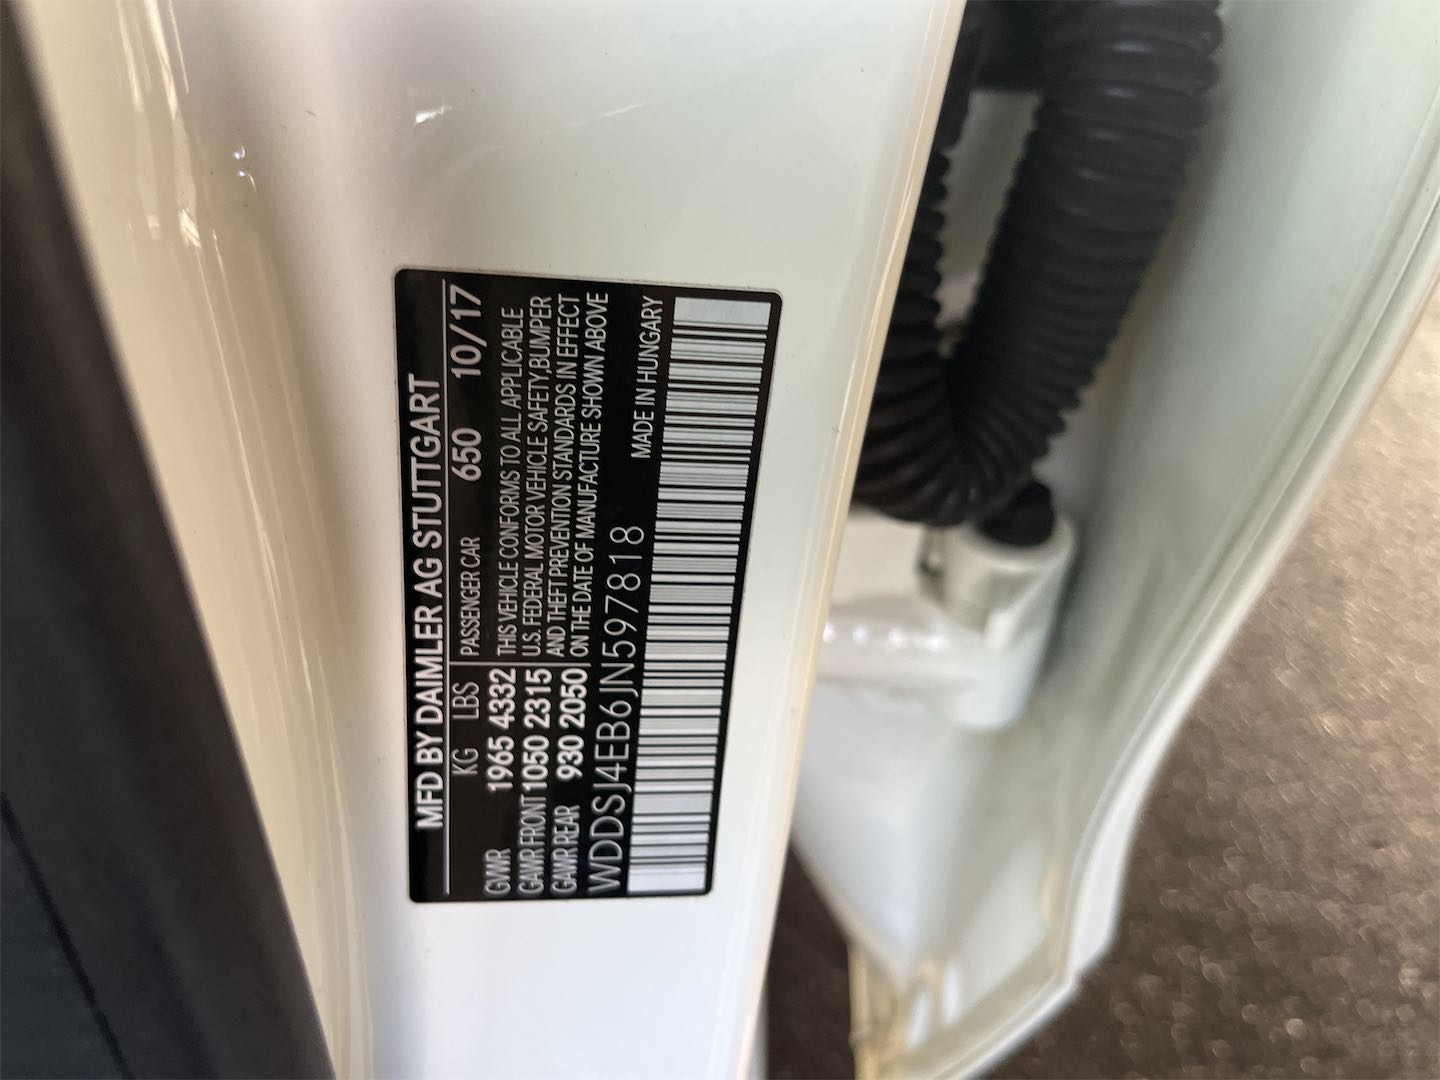 MFD BY DAIMLER AG STUTTGART
KG LBS PASSENGER CAR 650 10/17
GVWR 1965 4332 THIS VEHICLE CONFORMS TO ALL APPLICABLE
GAWR FRONT 1050 2315 U.S. FEDERAL MOTOR VEHICLE SAFETY,BUMPER
GAWR REAR 930 2050 AND THEFT PREVENTION STANDARDS IN EFFECT
ON THE DATE OF MANUFACTURE SHOWN ABOVE
WDDSJ4EB6JN597818 MADE IN HUNGARY